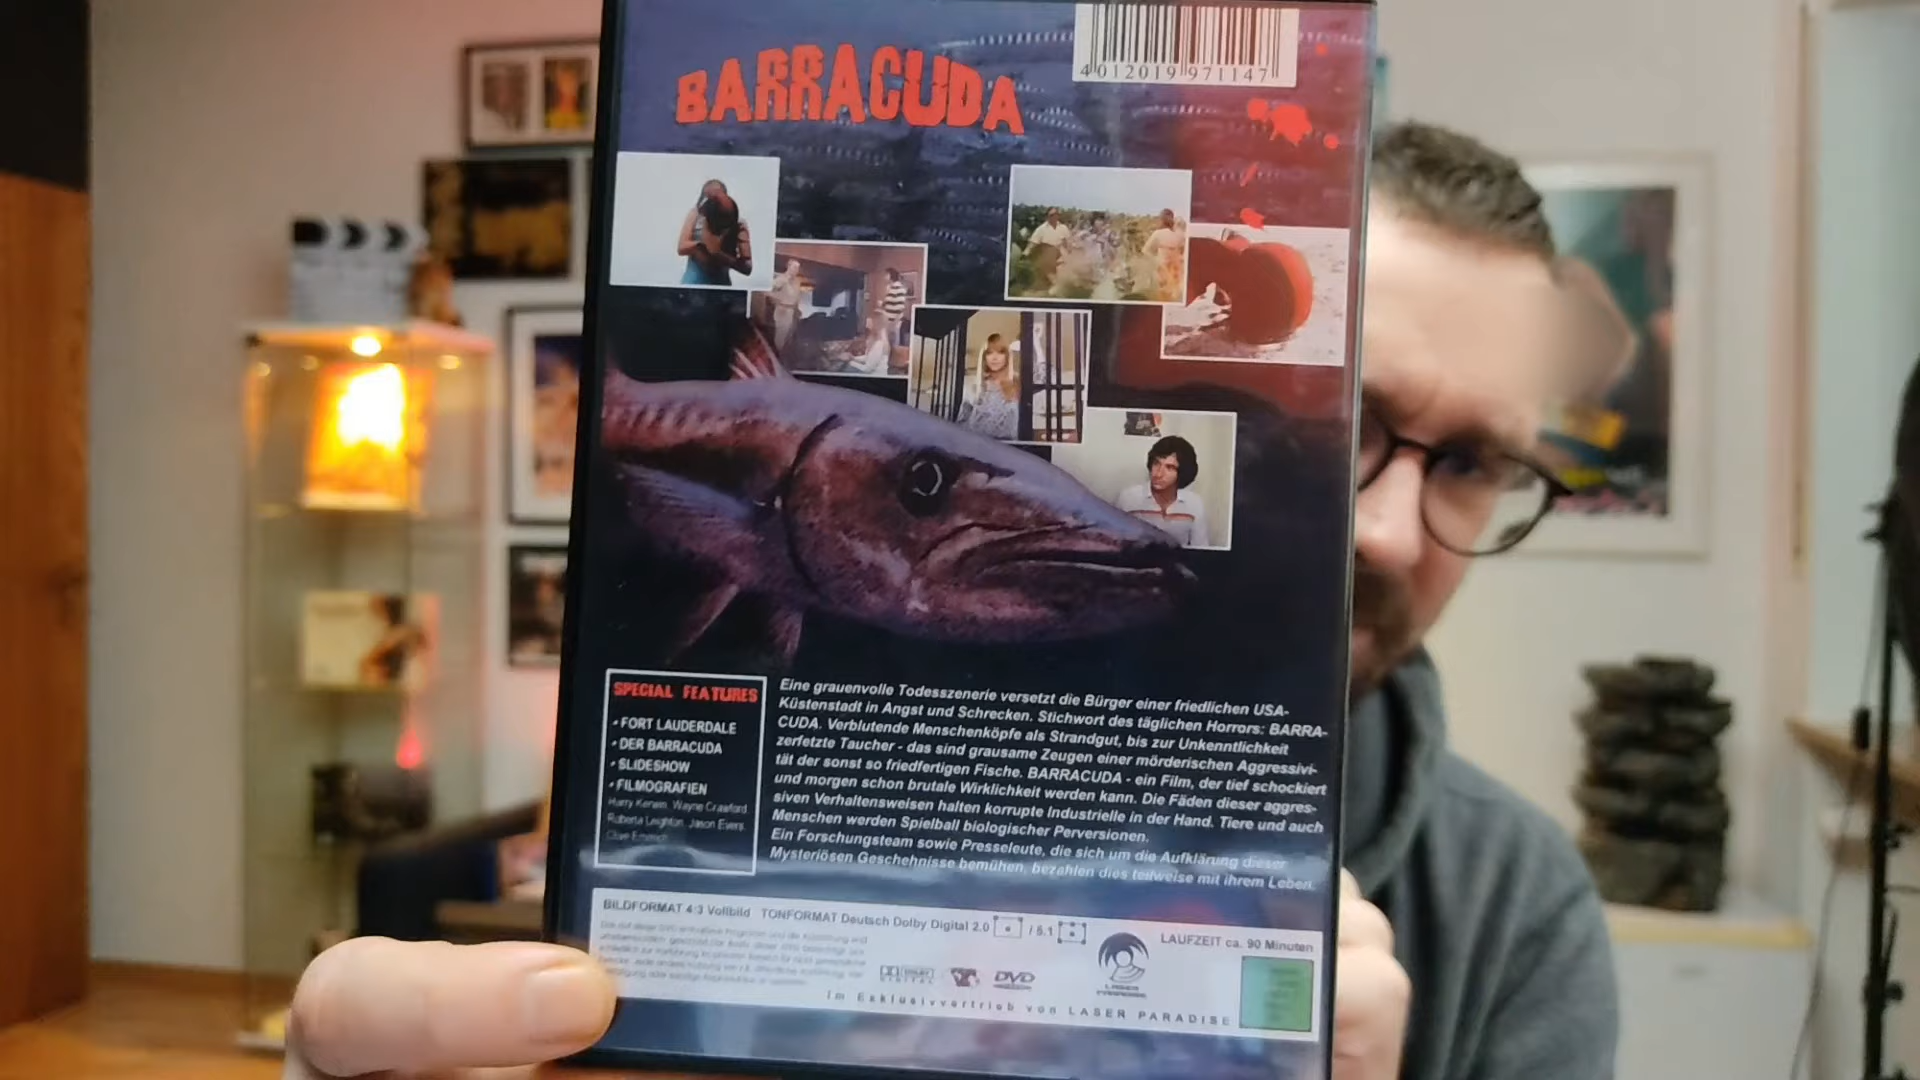 4 012019 971147
BARRACUDA
SPECIAL FEATURES
• FORT LAUDERDALE
• DER BARRACUDA
• SLIDESHOW
• FILMOGRAFIEN
Harry Kerwin, Wayne Crawford
Roberta Leighton, Jason Evers,
Eine grauenvolle Todesszenerie versetzt die Bürger einer friedlichen USA-
Küstenstadt in Angst und Schrecken. Stichwort des täglichen Horrors: BARRA-
CUDA. Verblutende Menschenköpfe als Strandgut, bis zur Unkenntlichkeit
zerfetzte Taucher - das sind grausame Zeugen einer mörderischen Aggressivi-
tät der sonst so friedfertigen Fische. BARRACUDA - ein Film, der tief schockiert
und morgen schon brutale Wirklichkeit werden kann. Die Fäden dieser aggres-
siven Verhaltensweisen halten korrupte Industrielle in der Hand. Tiere und auch
Menschen werden Spielball biologischer Perversionen.
Ein Forschungsteam sowie Presseleute, die sich um die Aufklärung dieser
Mysteriösen Geschehnisse bemühen, bezahlen dies teilweise mit ihrem Leben.
BILDFORMAT 4:3 Vollbild TONFORMAT Deutsch Dolby Digital 2.0 / 5.1
LAUFZEIT ca. 90 Minuten
DIGITAL
DVD
LASER
PARADISE
Im Exklusivvertrieb von LASER PARADISE